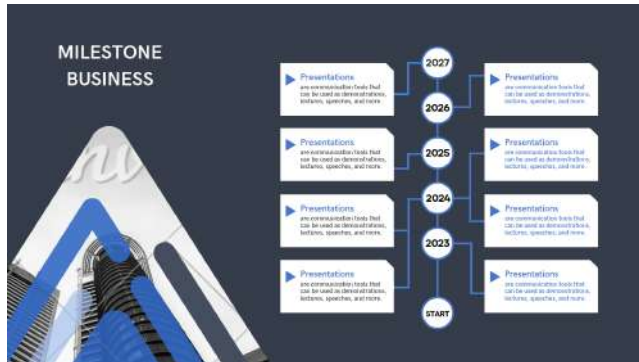 MILESTONE
BUSINESS
2027
2026
2025
2024
2023
START
Presentations
are communication tools that
can be used as demonstrations,
lectures, speeches, and more.
Presentations
are communication tools that
can be used as demonstrations,
lectures, speeches, and more.
Presentations
are communication tools that
can be used as demonstrations,
lectures, speeches, and more.
Presentations
are communication tools that
can be used as demonstrations,
lectures, speeches, and more.
Presentations
are communication tools that
can be used as demonstrations,
lectures, speeches, and more.
Presentations
are communication tools that
can be used as demonstrations,
lectures, speeches, and more.
Presentations
are communication tools that
can be used as demonstrations,
lectures, speeches, and more.
Presentations
are communication tools that
can be used as demonstrations,
lectures, speeches, and more.